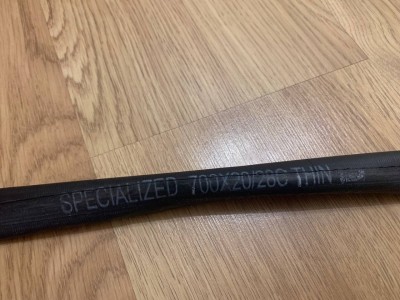 SPECIALIZED 700X20/28C THIN